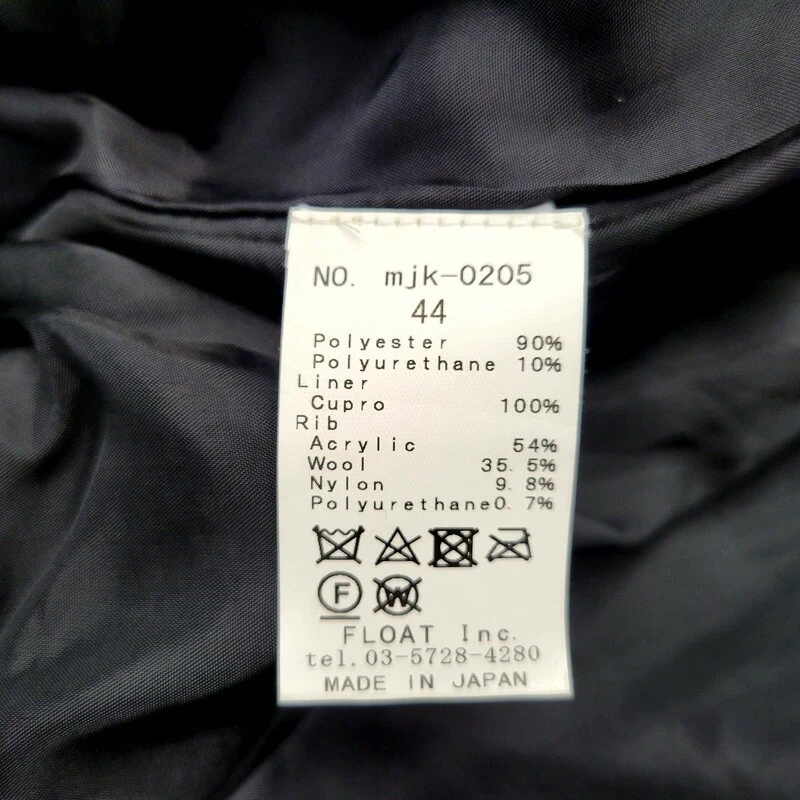 NO. mjk-0205
44
Polyester 90%
Polyurethane 10%
Liner
Cupro 100%
Rib
Acrylic 54%
Wool 35. 5%
Nylon 9. 8%
Polyurethane0. 7%
F W
FLOAT Inc.
tel.03-5728-4280
MADE IN JAPAN